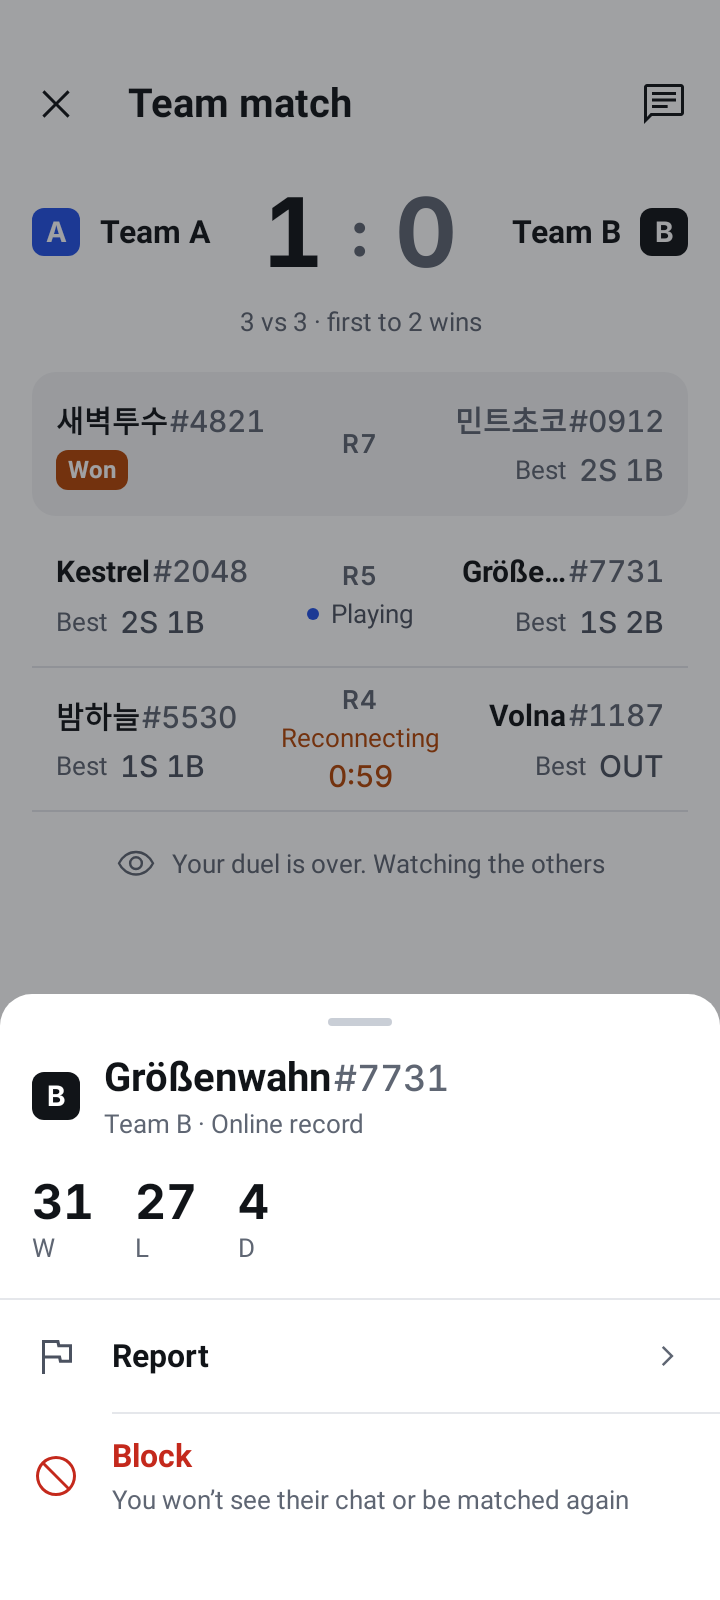 Team match
A Team A 1 : 0 Team B B
3 vs 3 · first to 2 wins
새벽투수#4821 R7 민트초코#0912
Won Best 2S 1B
Kestrel#2048 R5 Größe...#7731
Best 2S 1B Playing Best 1S 2B
밤하늘#5530 R4 Volna#1187
Best 1S 1B Reconnecting Best OUT
0:59
Your duel is over. Watching the others
B Größenwahn#7731
Team B · Online record
31 27 4
W L D
Report
Block
You won’t see their chat or be matched again